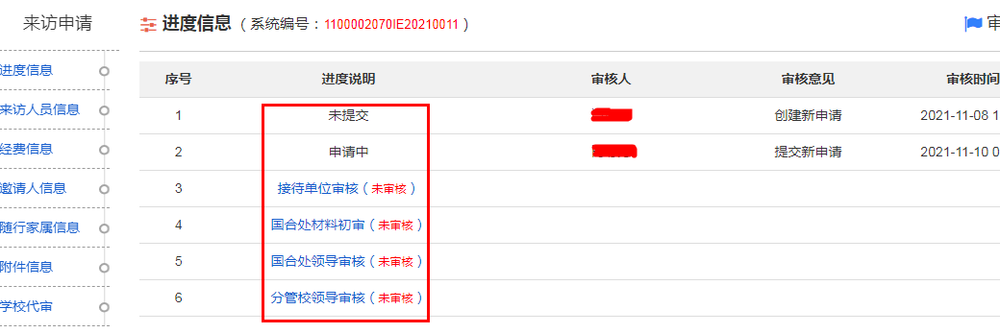 来访申请
进度信息 ( 系统编号：1100002070IE20210011 )
审
进度信息
来访人员信息
经费信息
邀请人信息
随行家属信息
附件信息
学校代审
序号 进度说明 审核人 审核意见 审核时间
1 未提交 创建新申请 2021-11-08 1
2 申请中 提交新申请 2021-11-10 0
3 接待单位审核 ( 未审核 )
4 国合处材料初审 ( 未审核 )
5 国合处领导审核 ( 未审核 )
6 分管校领导审核 ( 未审核 )